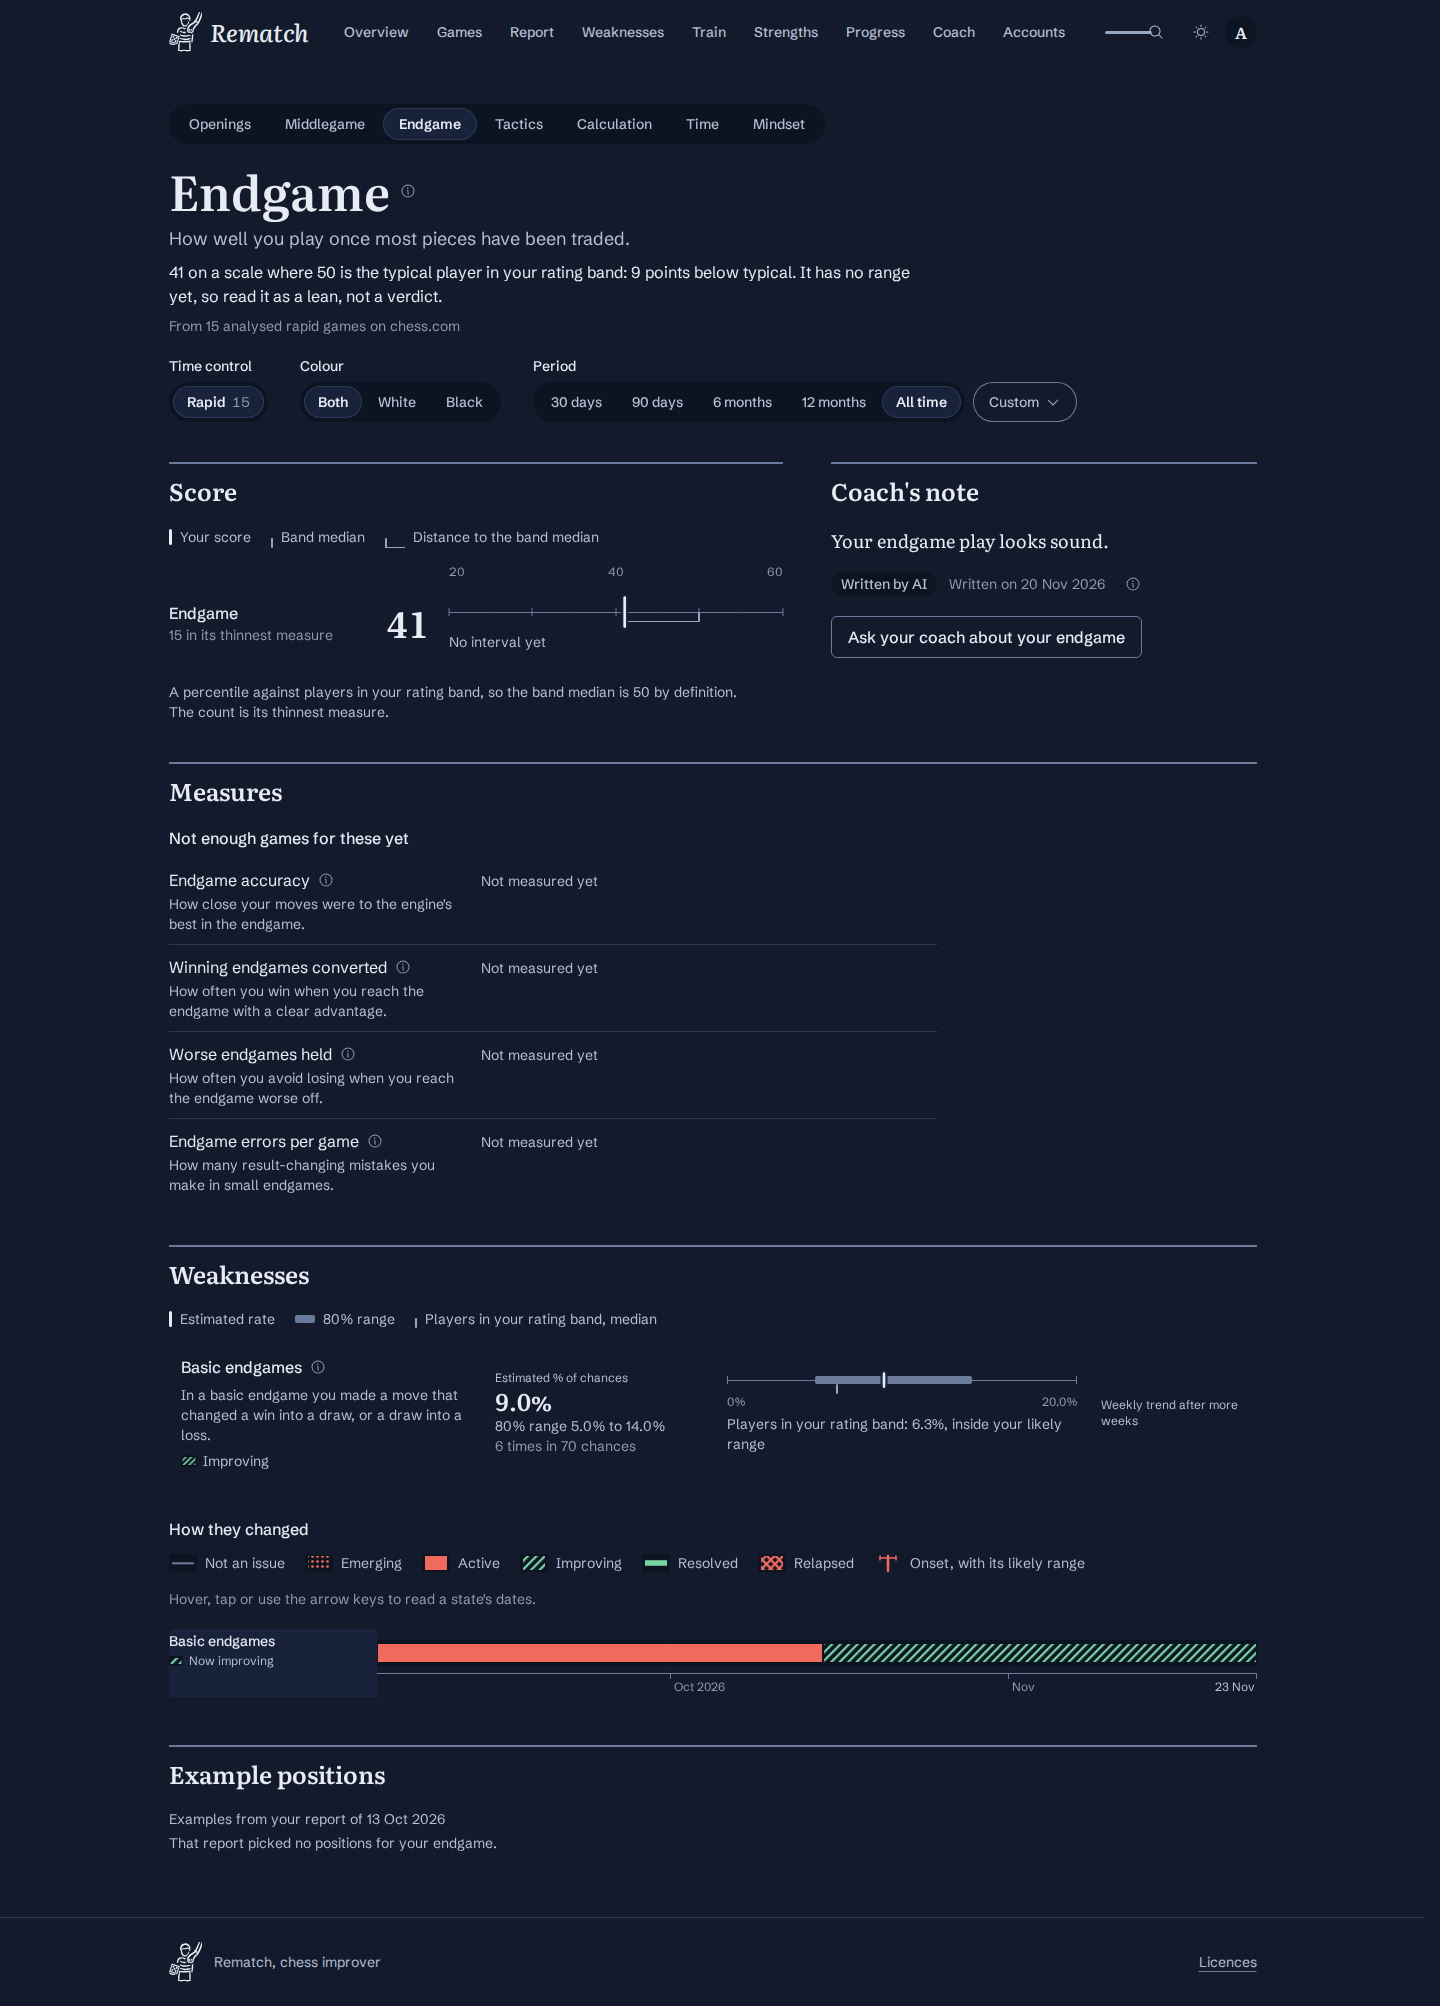 Rematch
Overview Games Report Weaknesses Train Strengths Progress Coach Accounts A
Openings Middlegame Endgame Tactics Calculation Time Mindset
Endgame
How well you play once most pieces have been traded.
41 on a scale where 50 is the typical player in your rating band: 9 points below typical. It has no range
yet, so read it as a lean, not a verdict.
From 15 analysed rapid games on chess.com
Time control Colour Period
Rapid 15 Both White Black 30 days 90 days 6 months 12 months All time Custom
Score
Your score Band median Distance to the band median
20 40 60
Endgame
15 in its thinnest measure
41
No interval yet
A percentile against players in your rating band, so the band median is 50 by definition.
The count is its thinnest measure.
Coach's note
Your endgame play looks sound.
Written by AI Written on 20 Nov 2026
Ask your coach about your endgame
Measures
Not enough games for these yet
Endgame accuracy Not measured yet
How close your moves were to the engine's
best in the endgame.
Winning endgames converted Not measured yet
How often you win when you reach the
endgame with a clear advantage.
Worse endgames held Not measured yet
How often you avoid losing when you reach
the endgame worse off.
Endgame errors per game Not measured yet
How many result-changing mistakes you
make in small endgames.
Weaknesses
Estimated rate 80% range Players in your rating band, median
Basic endgames
In a basic endgame you made a move that
changed a win into a draw, or a draw into a
loss.
Improving
Estimated % of chances
9.0%
80% range 5.0% to 14.0%
6 times in 70 chances
0% 20.0%
Players in your rating band: 6.3%, inside your likely
range
Weekly trend after more
weeks
How they changed
Not an issue Emerging Active Improving Resolved Relapsed Onset, with its likely range
Hover, tap or use the arrow keys to read a state's dates.
Basic endgames
Now improving
Oct 2026 Nov 23 Nov
Example positions
Examples from your report of 13 Oct 2026
That report picked no positions for your endgame.
Rematch, chess improver Licences